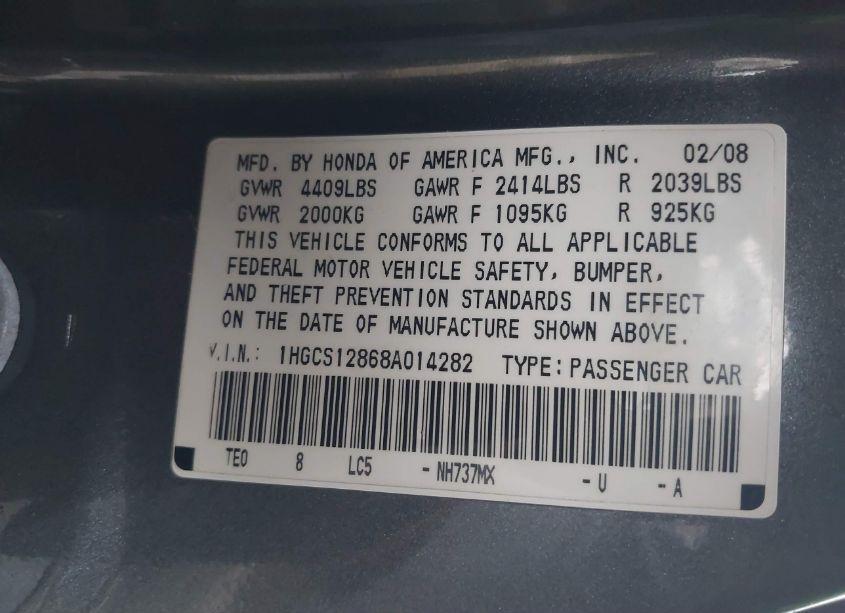 MFD. BY HONDA OF AMERICA MFG., INC. 02/08
GVWR 4409LBS GAWR F 2414LBS R 2039LBS
GVWR 2000KG GAWR F 1095KG R 925KG
THIS VEHICLE CONFORMS TO ALL APPLICABLE
FEDERAL MOTOR VEHICLE SAFETY, BUMPER,
AND THEFT PREVENTION STANDARDS IN EFFECT
ON THE DATE OF MANUFACTURE SHOWN ABOVE.
V.I.N.: 1HGCS12868A014282 TYPE: PASSENGER CAR
TE0 8 LC5 - NH737MX - U - A